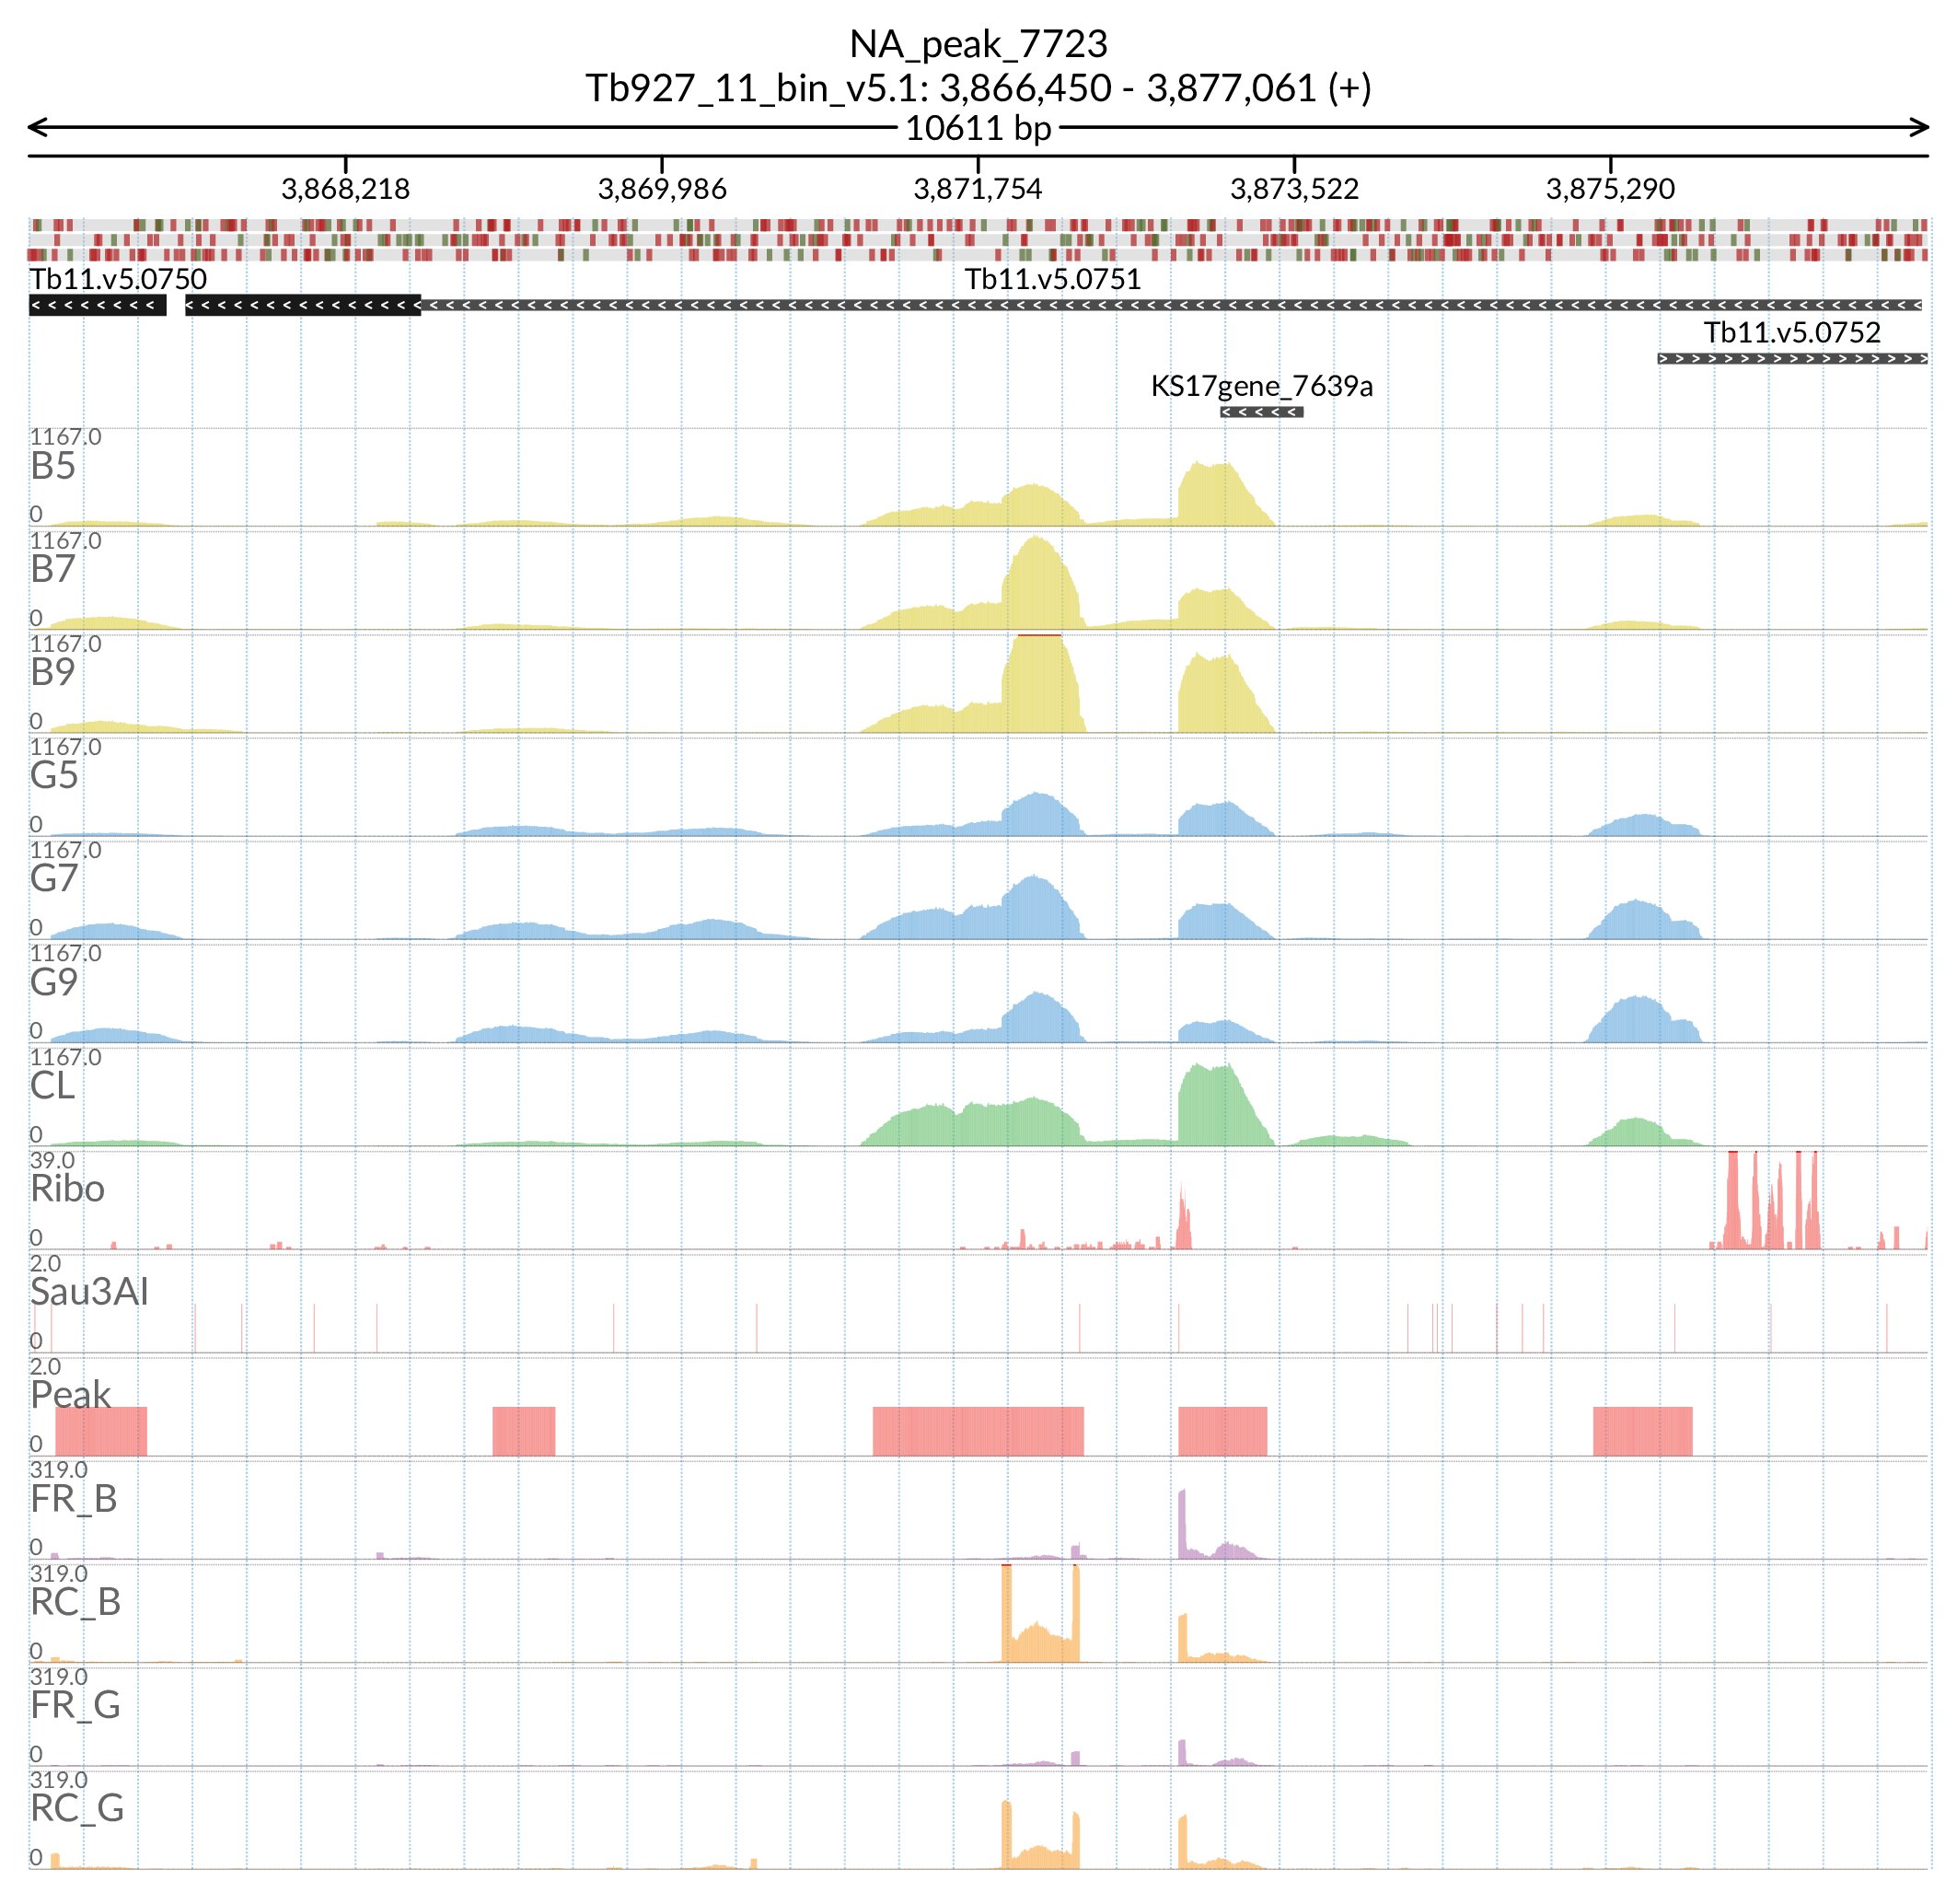 NA_peak_7723
Tb927_11_bin_v5.1: 3,866,450 - 3,877,061 (+)
10611 bp
3,868,218 3,869,986 3,871,754 3,873,522 3,875,290
Tb11.v5.0750 Tb11.v5.0751
Tb11.v5.0752
KS17gene_7639a
1167.0
B5
0
1167.0
B7
0
1167.0
B9
0
1167.0
G5
0
1167.0
G7
0
1167.0
G9
0
1167.0
CL
0
39.0
Ribo
0
2.0
Sau3AI
0
2.0
Peak
0
319.0
FR_B
0
319.0
RC_B
0
319.0
FR_G
0
319.0
RC_G
0